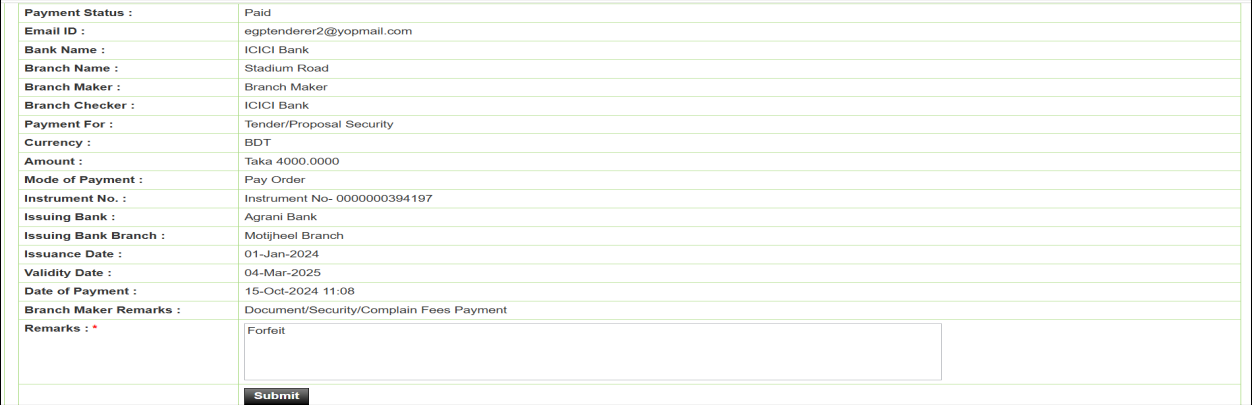 Payment Status : Paid
Email ID : egptenderer2@yopmail.com
Bank Name : ICICI Bank
Branch Name : Stadium Road
Branch Maker : Branch Maker
Branch Checker : ICICI Bank
Payment For : Tender/Proposal Security
Currency : BDT
Amount : Taka 4000.0000
Mode of Payment : Pay Order
Instrument No. : Instrument No- 0000000394197
Issuing Bank : Agrani Bank
Issuing Bank Branch : Motijheel Branch
Issuance Date : 01-Jan-2024
Validity Date : 04-Mar-2025
Date of Payment : 15-Oct-2024 11:08
Branch Maker Remarks : Document/Security/Complain Fees Payment
Remarks : * Forfeit
Submit